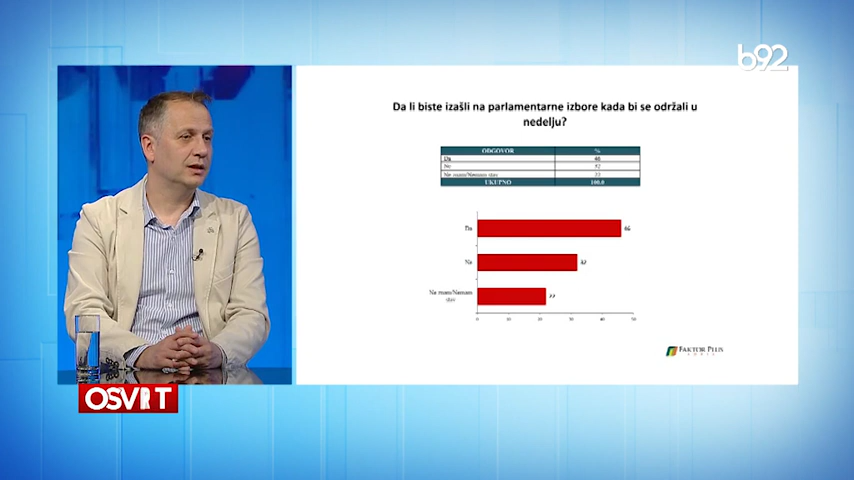 b92
Da li biste izašli na parlamentarne izbore kada bi se održali u
nedelju?
ODGOVOR %
Da 46
Ne 32
Ne znam/Nemam stav 22
UKUPNO 100.0
Da 46
Ne 32
Ne znam/Nemam
stav 22
0 10 20 30 40 50
FAKTOR PLUS
OSVRT